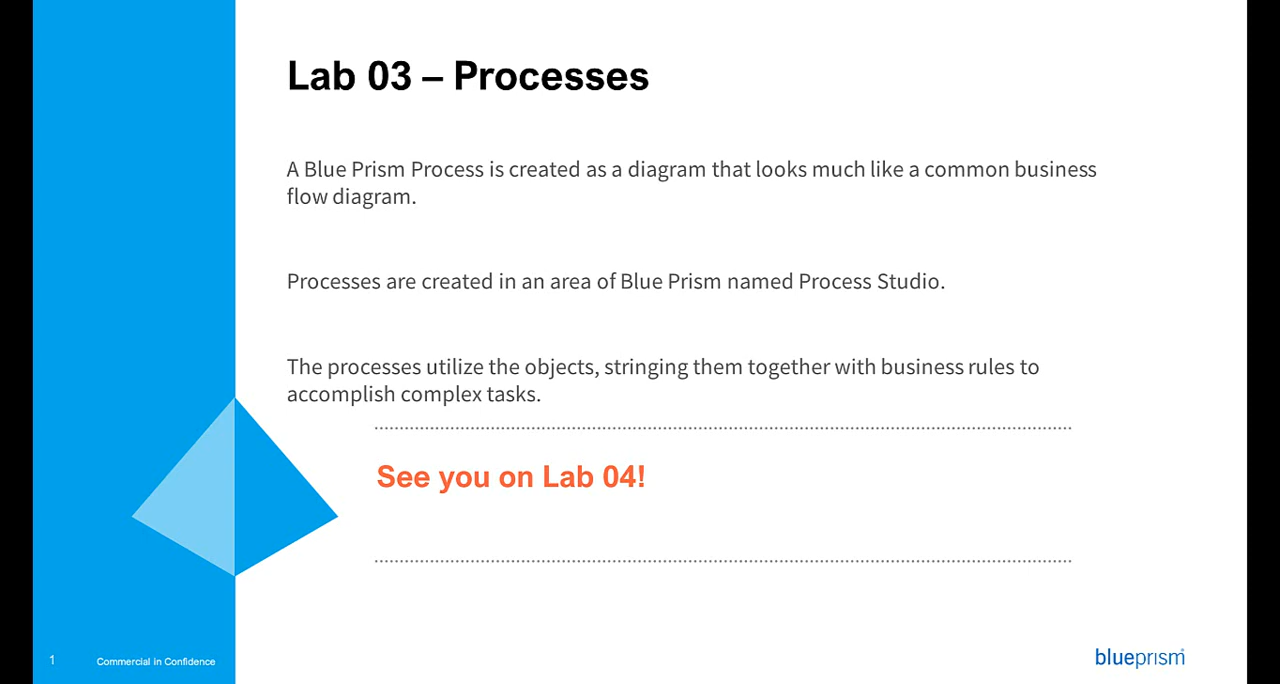 Lab 03 – Processes
A Blue Prism Process is created as a diagram that looks much like a common business
flow diagram.
Processes are created in an area of Blue Prism named Process Studio.
The processes utilize the objects, stringing them together with business rules to
accomplish complex tasks.
See you on Lab 04!
1
Commercial in Confidence
blueprism